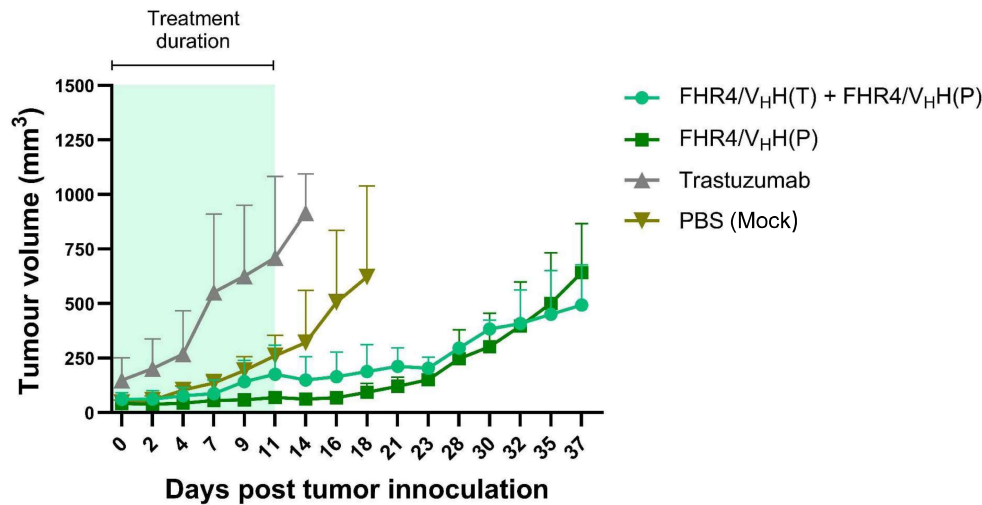 Treatment
duration
1500
1250
1000
750
500
250
0
Tumour volume (mm³)
0 2 4 7 9 11 14 16 18 21 23 28 30 32 35 37
Days post tumor innoculation
FHR4/VHH(T) + FHR4/VHH(P)
FHR4/VHH(P)
Trastuzumab
PBS (Mock)